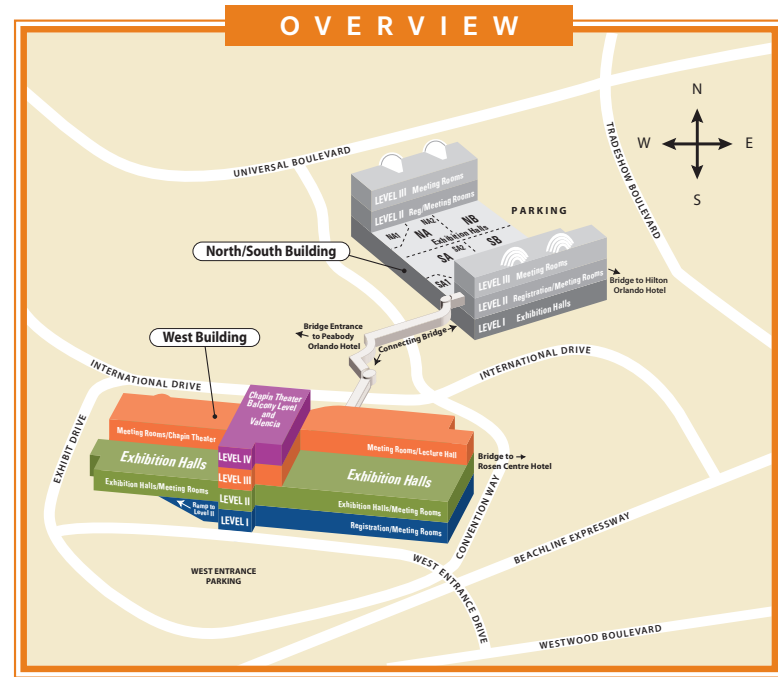 OVERVIEW
N
W E
S
UNIVERSAL BOULEVARD
TRADESHOW BOULEVARD
LEVEL III Meeting Rooms
LEVEL II Reg/Meeting Rooms
PARKING
NA1
NA2
NA
NB
Exhibition Halls
SA
SA2
SB
SA1
North/South Building
LEVEL III Meeting Rooms
LEVEL II Registration/Meeting Rooms
LEVEL I Exhibition Halls
Bridge to Hilton
Orlando Hotel
Bridge Entrance
to Peabody
Orlando Hotel
Connecting Bridge
West Building
INTERNATIONAL DRIVE
INTERNATIONAL DRIVE
EXHIBIT DRIVE
Chapin Theater
Balcony Level
and
Valencia
Meeting Rooms/Chapin Theater
Meeting Rooms/Lecture Hall
LEVEL IV
Exhibition Halls
Exhibition Halls
LEVEL III
Exhibition Halls/Meeting Rooms
LEVEL II
Exhibition Halls/Meeting Rooms
Ramp to
Level II
LEVEL I
Registration/Meeting Rooms
Bridge to
Rosen Centre Hotel
CONVENTION WAY
BEACHLINE EXPRESSWAY
WEST ENTRANCE DRIVE
WEST ENTRANCE
PARKING
WESTWOOD BOULEVARD